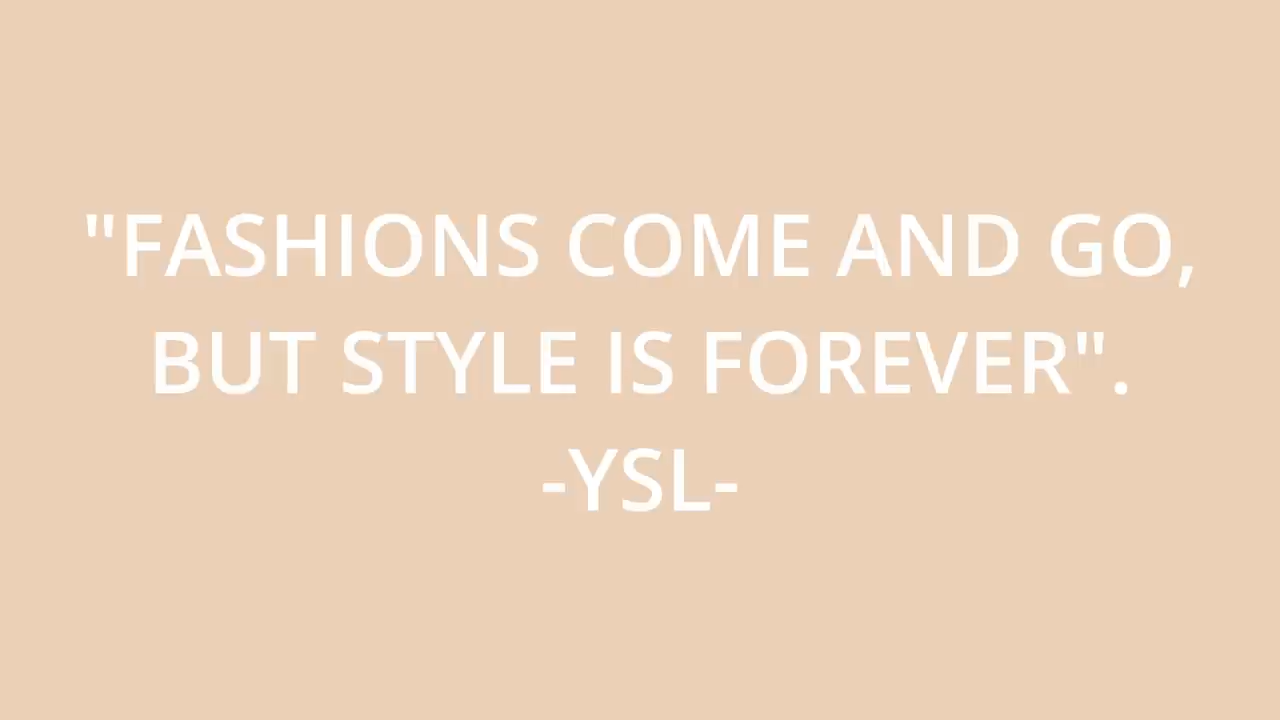 "FASHIONS COME AND GO,
BUT STYLE IS FOREVER".
-YSL-